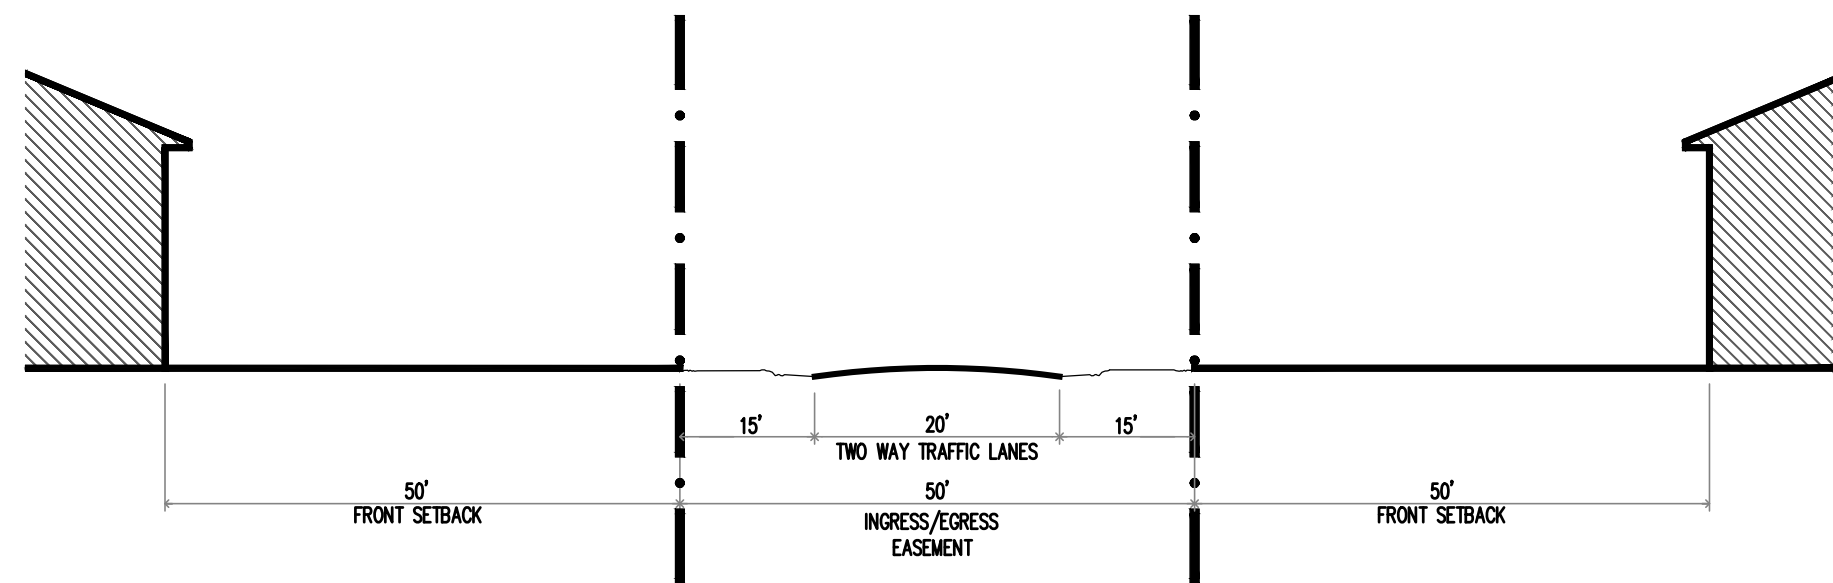 15' 20' 15'
TWO WAY TRAFFIC LANES
50' 50' 50'
FRONT SETBACK INGRESS/EGRESS FRONT SETBACK
EASEMENT